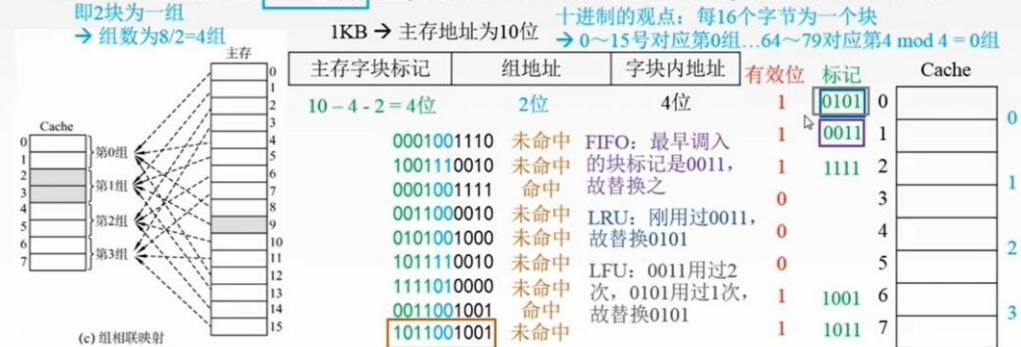 即2块为一组
→ 组数为8/2=4组
1KB → 主存地址为10位
十进制的观点：每16个字节为一个块
→ 0～15号对应第0组…64～79对应第4 mod 4 = 0组
主存字块标记 组地址 字块内地址 有效位 标记 Cache
10 – 4 - 2 = 4位 2位 4位
0001001110 未命中
1001110010 未命中
0001001111 命中
0011000010 未命中
0101001000 未命中
1011110010 未命中
1111010000 未命中
0011001001 命中
1011001001 未命中
FIFO：最早调入
的块标记是0011，
故替换之
LRU：刚用过0011，
故替换0101
LFU：0011用过2
次，0101用过1次，
故替换0101
1 0101 0
1 0011 1
1 1111 2
0 3
0 4
0 5
1 1001 6
1 1011 7
0
1
2
3
Cache
0
1
2
3
4
5
6
7
第0组
第1组
第2组
第3组
主存
0
1
2
3
4
5
6
7
8
9
10
11
12
13
14
15
(c) 组相联映射